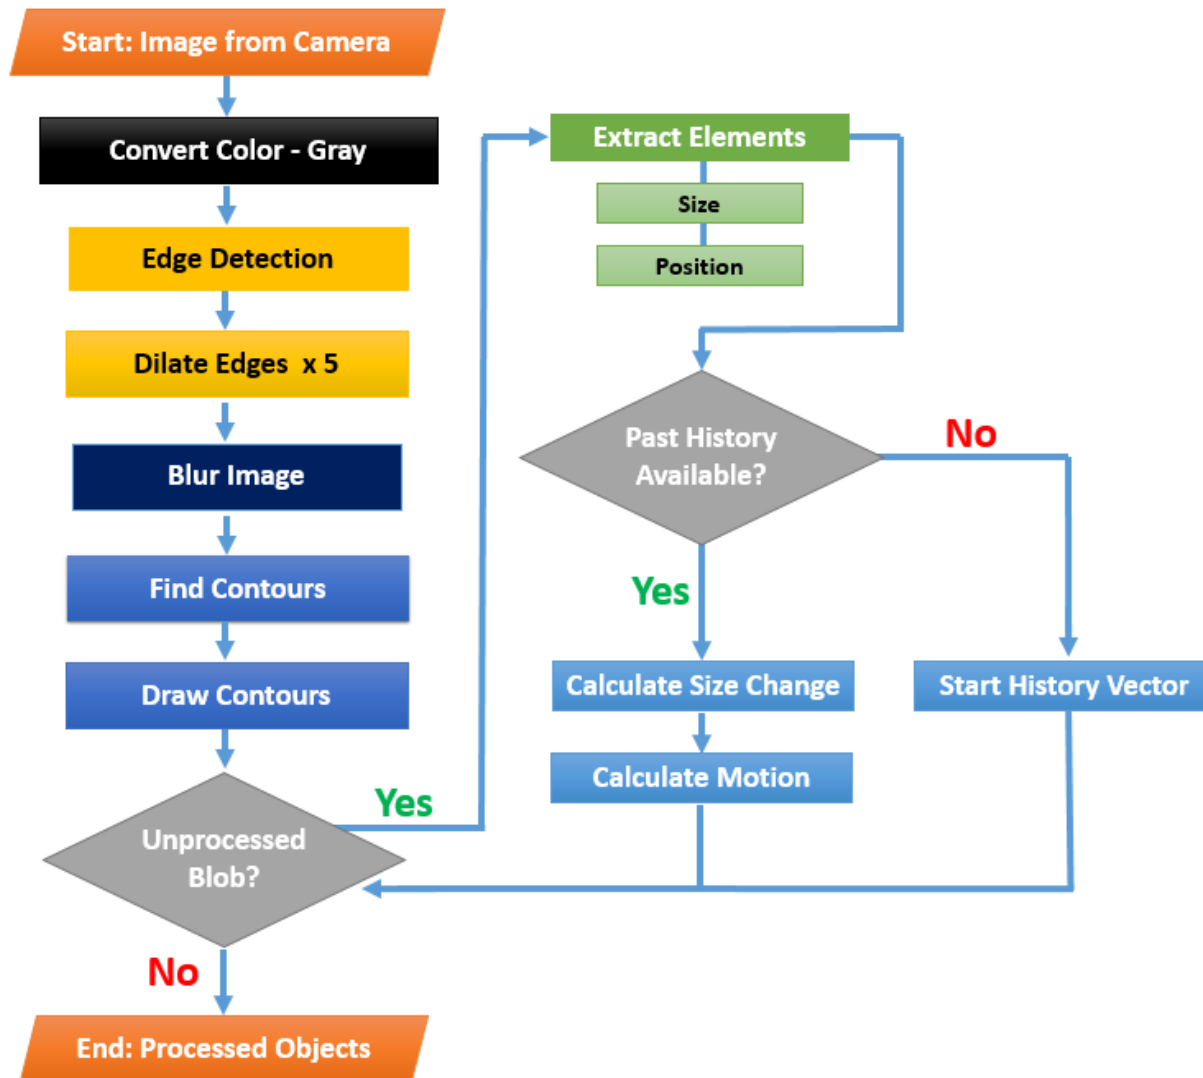 Start: Image from Camera
Convert Color - Gray
Edge Detection
Dilate Edges x 5
Blur Image
Find Contours
Draw Contours
Unprocessed
Blob?
Yes
No
End: Processed Objects
Extract Elements
Size
Position
Past History
Available?
No
Yes
Calculate Size Change
Start History Vector
Calculate Motion